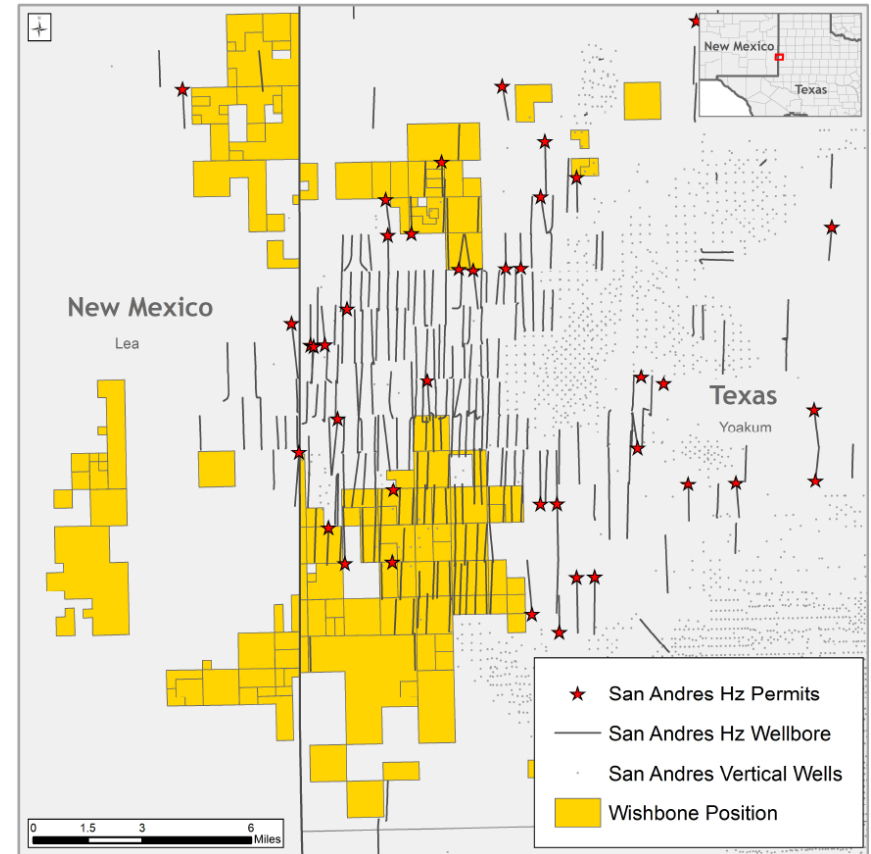 New Mexico
Texas
New Mexico
Lea
Texas
Yoakum
San Andres Hz Permits
San Andres Hz Wellbore
San Andres Vertical Wells
Wishbone Position
0 1.5 3 6
Miles